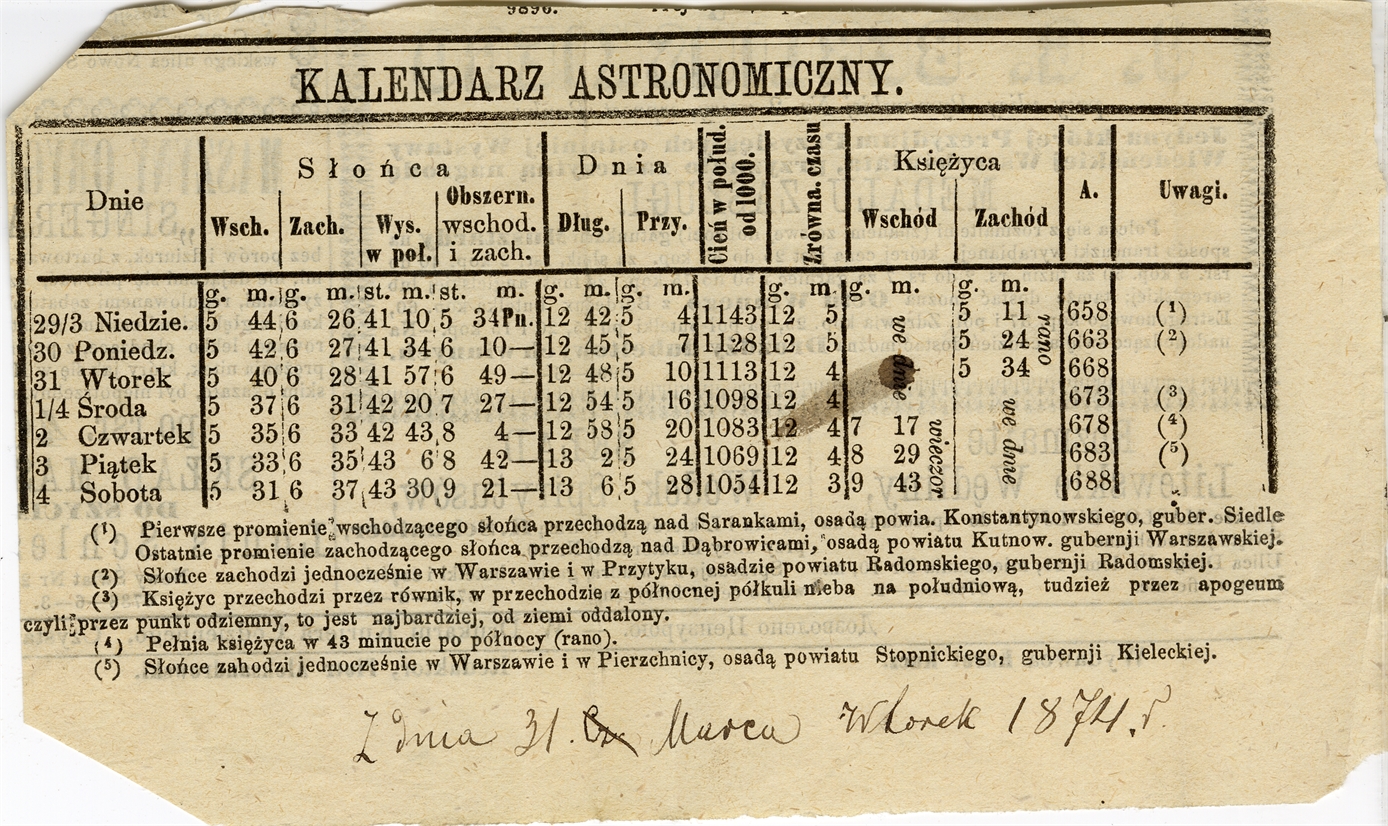 9896.
KALENDARZ ASTRONOMICZNY.
Dnie | Słońca | Dnia | Cień w połud. od 1000. | Zrówna. czasu | Księżyca | A. | Uwagi.
Wsch. | Zach. | Wys. w poł. | Obszern. wschod. i zach. | Dług. | Przy. | Wschód | Zachód
g. m. | g. m. | st. m. | st. m. | g. m. | g. m. | g. m. | g. m. | g. m.
29/3 Niedzie. | 5 44 | 6 26 | 41 10 | 5 34 Pn. | 12 42 | 5 4 | 1143 | 12 5 | we dnie | 5 11 rano | 658 | (¹)
30 Poniedz. | 5 42 | 6 27 | 41 34 | 6 10— | 12 45 | 5 7 | 1128 | 12 5 | 5 24 | 663 | (²)
31 Wtorek | 5 40 | 6 28 | 41 57 | 6 49— | 12 48 | 5 10 | 1113 | 12 4 | 5 34 | 668
1/4 Środa | 5 37 | 6 31 | 42 20 | 7 27— | 12 54 | 5 16 | 1098 | 12 4 | we dnie | 673 | (³)
2 Czwartek | 5 35 | 6 33 | 42 43 | 8 4— | 12 58 | 5 20 | 1083 | 12 4 | 7 17 wieczor | 678 | (⁴)
3 Piątek | 5 33 | 6 35 | 43 6 | 8 42— | 13 2 | 5 24 | 1069 | 12 4 | 8 29 | 683 | (⁵)
4 Sobota | 5 31 | 6 37 | 43 30 | 9 21— | 13 6 | 5 28 | 1054 | 12 3 | 9 43 | 688
(¹) Pierwsze promienie wschodzącego słońca przechodzą nad Sarankami, osadą powia. Konstantynowskiego, guber. Siedle
Ostatnie promienie zachodzącego słońca przechodzą nad Dąbrowicami, osadą powiatu Kutnow. gubernji Warszawskiej.
(²) Słońce zachodzi jednocześnie w Warszawie i w Przytyku, osadzie powiatu Radomskiego, gubernji Radomskiej.
(³) Księżyc przechodzi przez równik, w przechodzie z północnej półkuli nieba na południową, tudzież przez apogeum
czyli przez punkt odziemny, to jest najbardziej, od ziemi oddalony.
(⁴) Pełnia księżyca w 43 minucie po północy (rano).
(⁵) Słońce zahodzi jednocześnie w Warszawie i w Pierzchnicy, osadą powiatu Stopnickiego, gubernji Kieleckiej.
Z dnia 31. Marca Wtorek 1874. r.